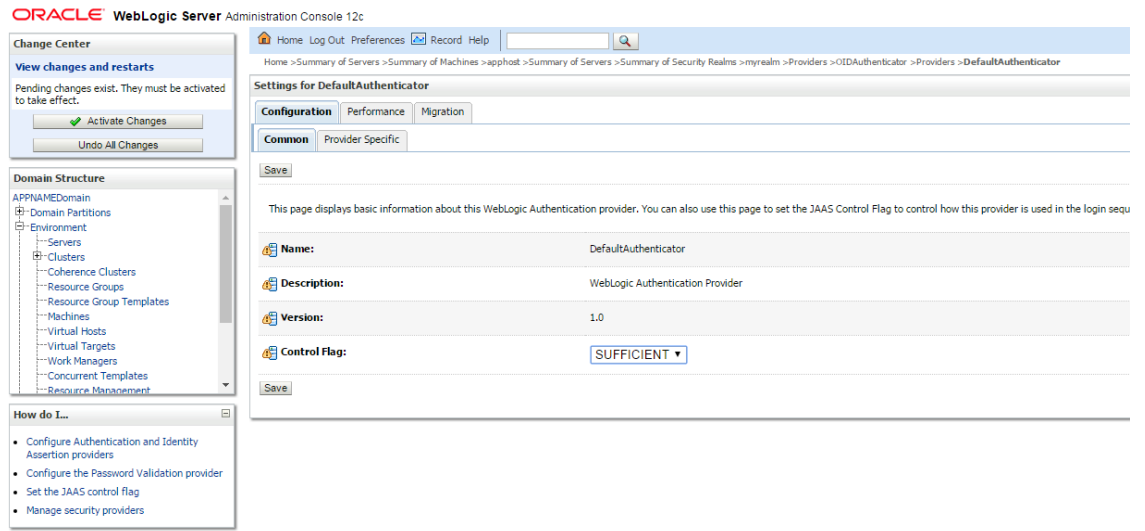 ORACLE WebLogic Server Administration Console 12c
Change Center
View changes and restarts
Pending changes exist. They must be activated
to take effect.
Activate Changes
Undo All Changes
Domain Structure
APPNAMEDomain
Domain Partitions
Environment
Servers
Clusters
Coherence Clusters
Resource Groups
Resource Group Templates
Machines
Virtual Hosts
Virtual Targets
Work Managers
Concurrent Templates
Resource Management
How do I...
Configure Authentication and Identity
Assertion providers
Configure the Password Validation provider
Set the JAAS control flag
Manage security providers
Home Log Out Preferences Record Help
Home >Summary of Servers >Summary of Machines >apphost >Summary of Servers >Summary of Security Realms >myrealm >Providers >OIDAuthenticator >Providers >DefaultAuthenticator
Settings for DefaultAuthenticator
Configuration Performance Migration
Common Provider Specific
Save
This page displays basic information about this WebLogic Authentication provider. You can also use this page to set the JAAS Control Flag to control how this provider is used in the login sequ
Name: DefaultAuthenticator
Description: WebLogic Authentication Provider
Version: 1.0
Control Flag: SUFFICIENT
Save